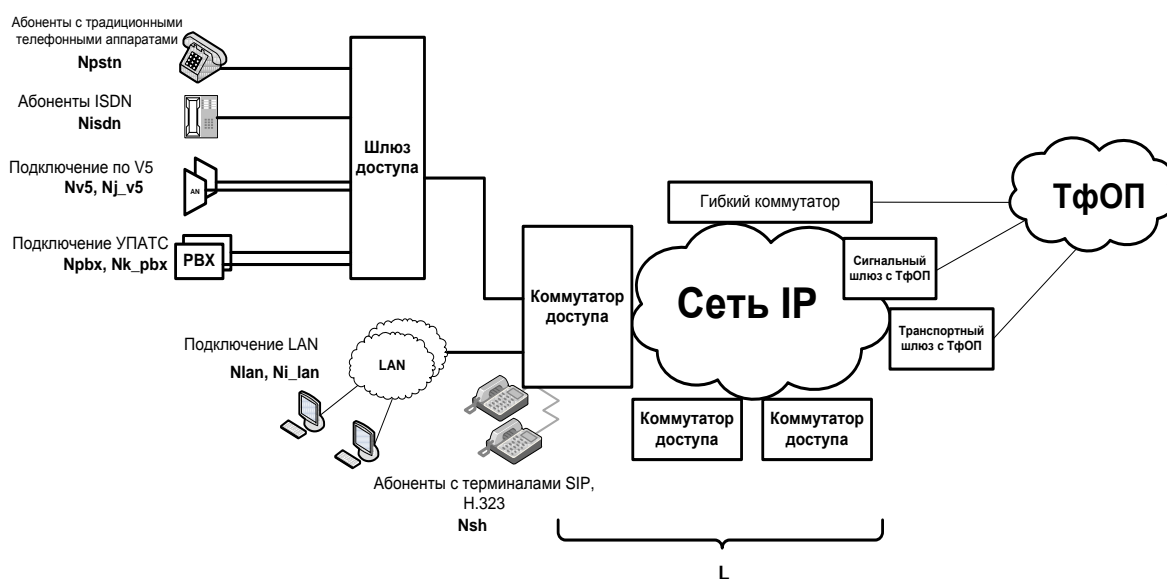 Абоненты с традиционными
телефонными аппаратами
Npstn
Абоненты ISDN
Nisdn
Подключение по V5
Nv5, Nj_v5
AN
Подключение УПАТС
Npbx, Nk_pbx
PBX
Шлюз
доступа
Подключение LAN
Nlan, Ni_lan
LAN
Абоненты с терминалами SIP,
H.323
Nsh
Коммутатор
доступа
Гибкий коммутатор
Сеть IP
Сигнальный
шлюз с ТфОП
Транспортный
шлюз с ТфОП
ТфОП
Коммутатор
доступа
Коммутатор
доступа
L